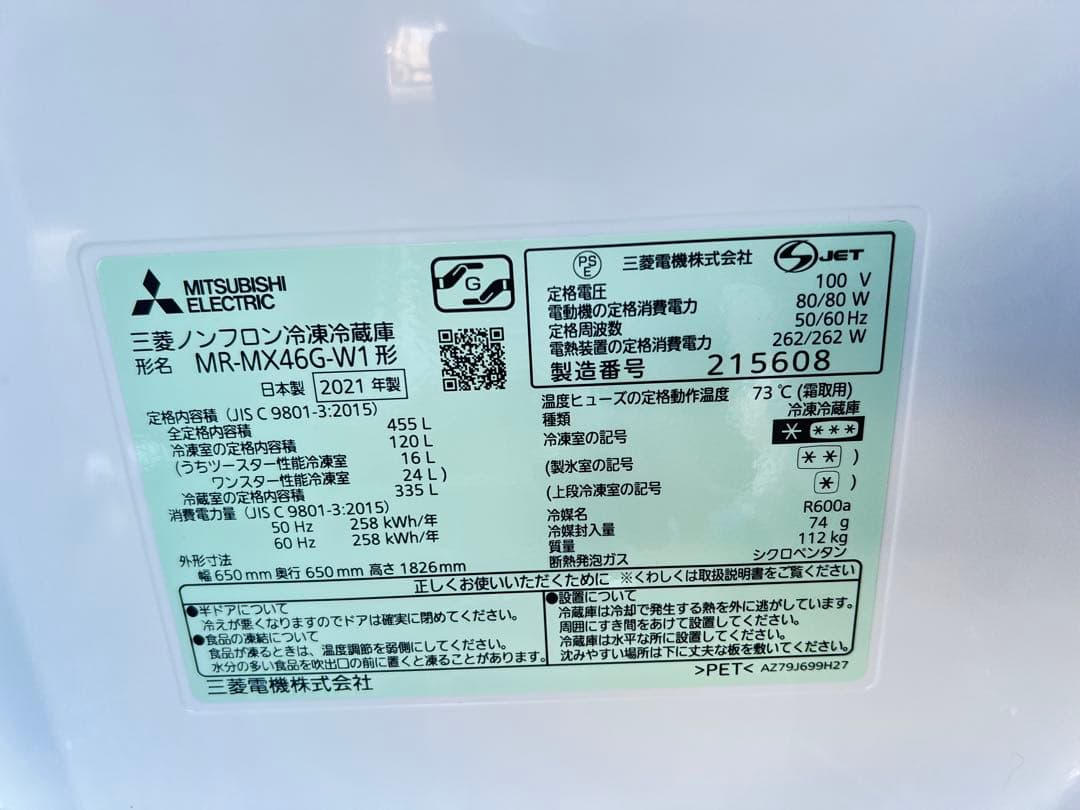 MITSUBISHI
ELECTRIC
G
三菱ノンフロン冷凍冷蔵庫
形名 MR-MX46G-W1形
日本製 2021 年製
定格内容積 (JIS C 9801-3:2015)
全定格内容積 455 L
冷凍室の定格内容積 120 L
(うちツースター性能冷凍室 16 L
ワンスター性能冷凍室 24 L )
冷蔵室の定格内容積 335 L
消費電力量 (JIS C 9801-3:2015)
50 Hz 258 kWh/年
60 Hz 258 kWh/年
外形寸法
幅 650 mm 奥行 650 mm 高さ 1826 mm
PS
E
三菱電機株式会社
S JET
定格電圧 100 V
電動機の定格消費電力 80/80 W
定格周波数 50/60 Hz
電熱装置の定格消費電力 262/262 W
製造番号 215608
温度ヒューズの定格動作温度 73 ℃ (霜取用)
種類 冷凍冷蔵庫
冷凍室の記号 * ***
(製氷室の記号 ** )
(上段冷凍室の記号 * )
冷媒名 R600a
冷媒封入量 74 g
質量 112 kg
断熱発泡ガス シクロペンタン
正しくお使いいただくために ※くわしくは取扱説明書をご覧ください
●半ドアについて
冷えが悪くなりますのでドアは確実に閉めてください。
●食品の凍結について
食品が凍るときは、温度調節を弱側にしてください。
水分の多い食品を吹出口の前に置くと凍ることがあります。
●設置について
冷蔵庫は冷却で発生する熱を外に逃がしています。
周囲にすき間をあけて設置してください。
冷蔵庫は水平な所に設置してください。
沈みやすい場所は下に丈夫な板を敷いてください。
三菱電機株式会社
>PET< AZ79J699H27